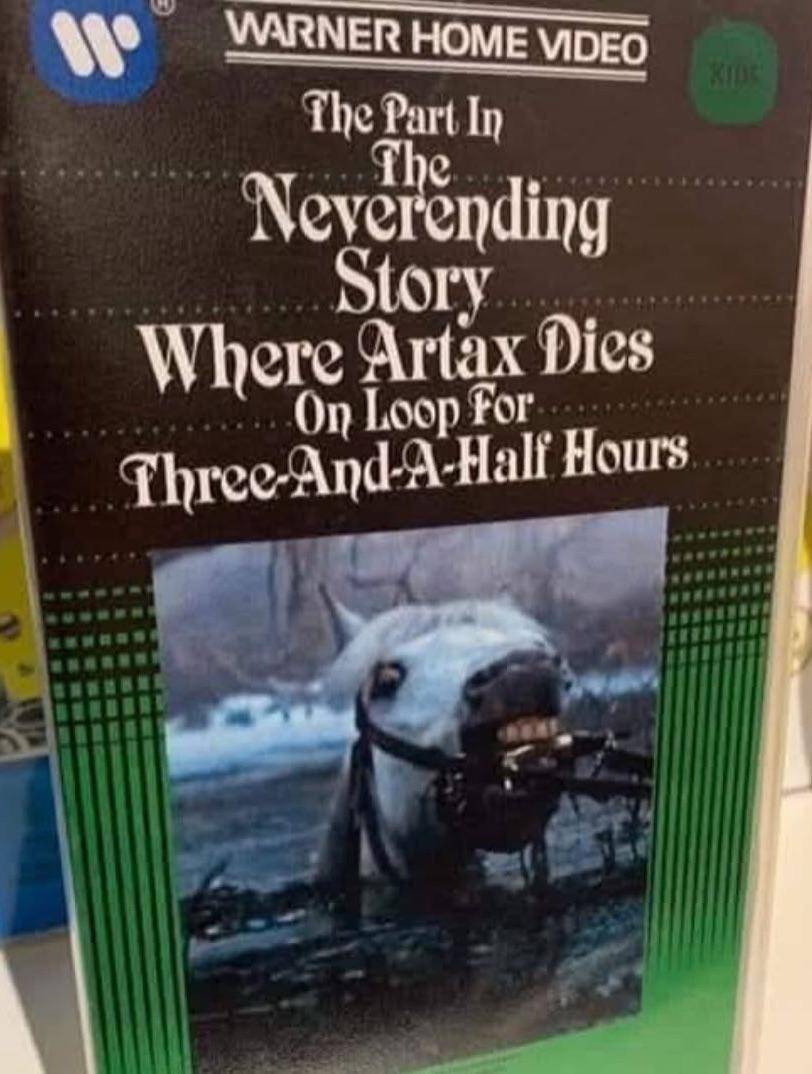 WARNER HOME VIDEO
KIDS
The Part In
The
Neverending
Story
Where Artax Dies
On Loop For
Three-And-A-Half Hours